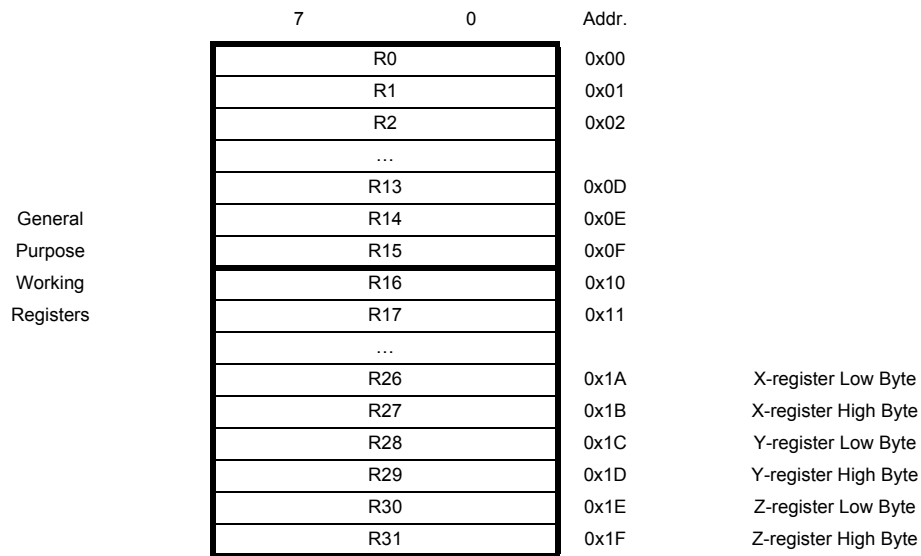 7 0 Addr.
R0 0x00
R1 0x01
R2 0x02
…
R13 0x0D
General R14 0x0E
Purpose R15 0x0F
Working R16 0x10
Registers R17 0x11
…
R26 0x1A X-register Low Byte
R27 0x1B X-register High Byte
R28 0x1C Y-register Low Byte
R29 0x1D Y-register High Byte
R30 0x1E Z-register Low Byte
R31 0x1F Z-register High Byte